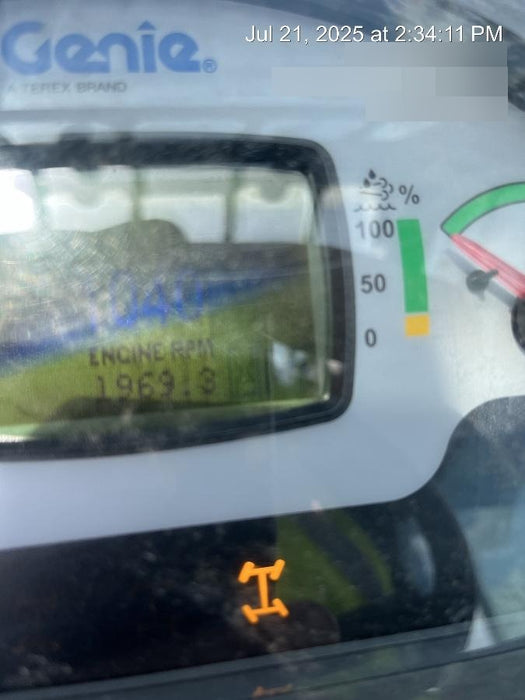 Jul 21, 2025 at 2:34:11 PM
Genie®
A TEREX BRAND
%
100
50
0
ENGINE RPM
1969.3